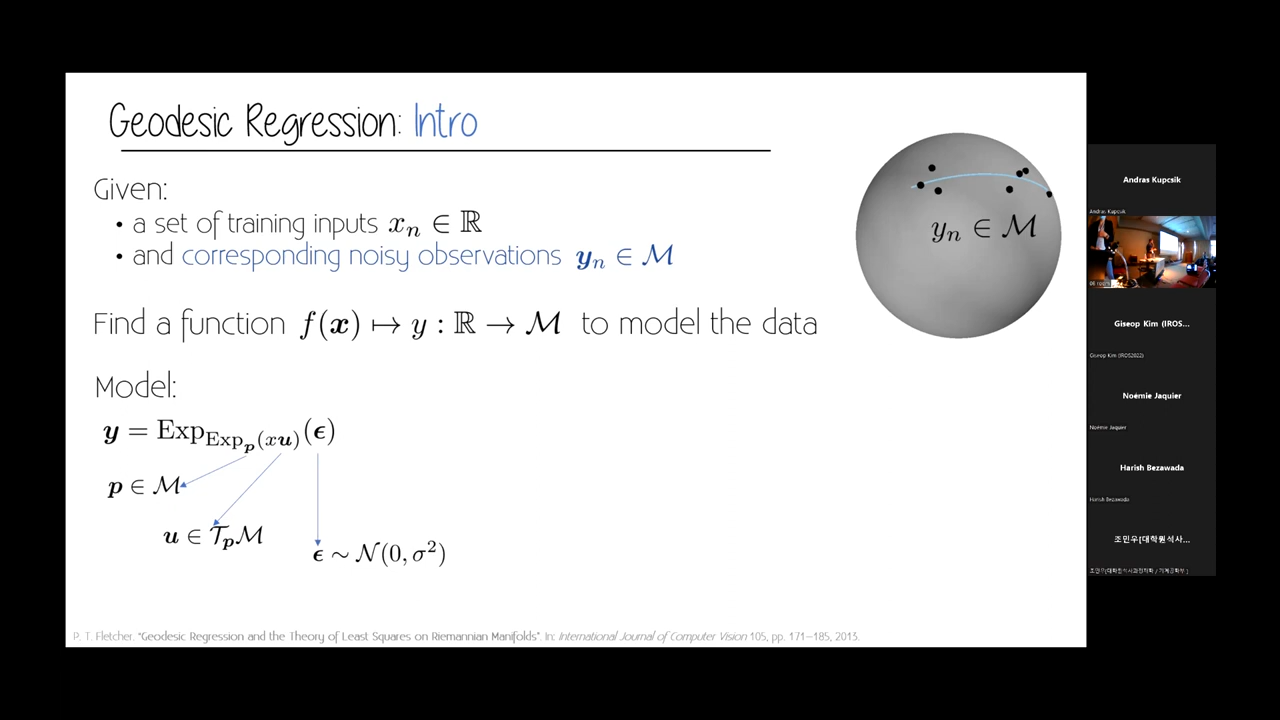 Geodesic Regression: Intro
Given:
• a set of training inputs xₙ ∈ ℝ
• and corresponding noisy observations 𝒚ₙ ∈ ℳ
yₙ ∈ ℳ
Find a function f(𝒙) ↦ y : ℝ → ℳ to model the data
Model:
𝒚 = Exp_{Exp_𝒑(x𝒖)}(𝝐)
𝒑 ∈ ℳ
𝒖 ∈ 𝒯_𝒑ℳ
𝝐 ~ 𝒩(0, σ²)
P. T. Fletcher. "Geodesic Regression and the Theory of Least Squares on Riemannian Manifolds". In: International Journal of Computer Vision 105, pp. 171–185, 2013.
Andras Kupcsik
Andras Kupcsik
Giseop Kim (IROS...
Giseop Kim (IROS2022)
Noémie Jaquier
Noémie Jaquier
Harish Bezawada
Harish Bezawada
조민우[대학원석사...